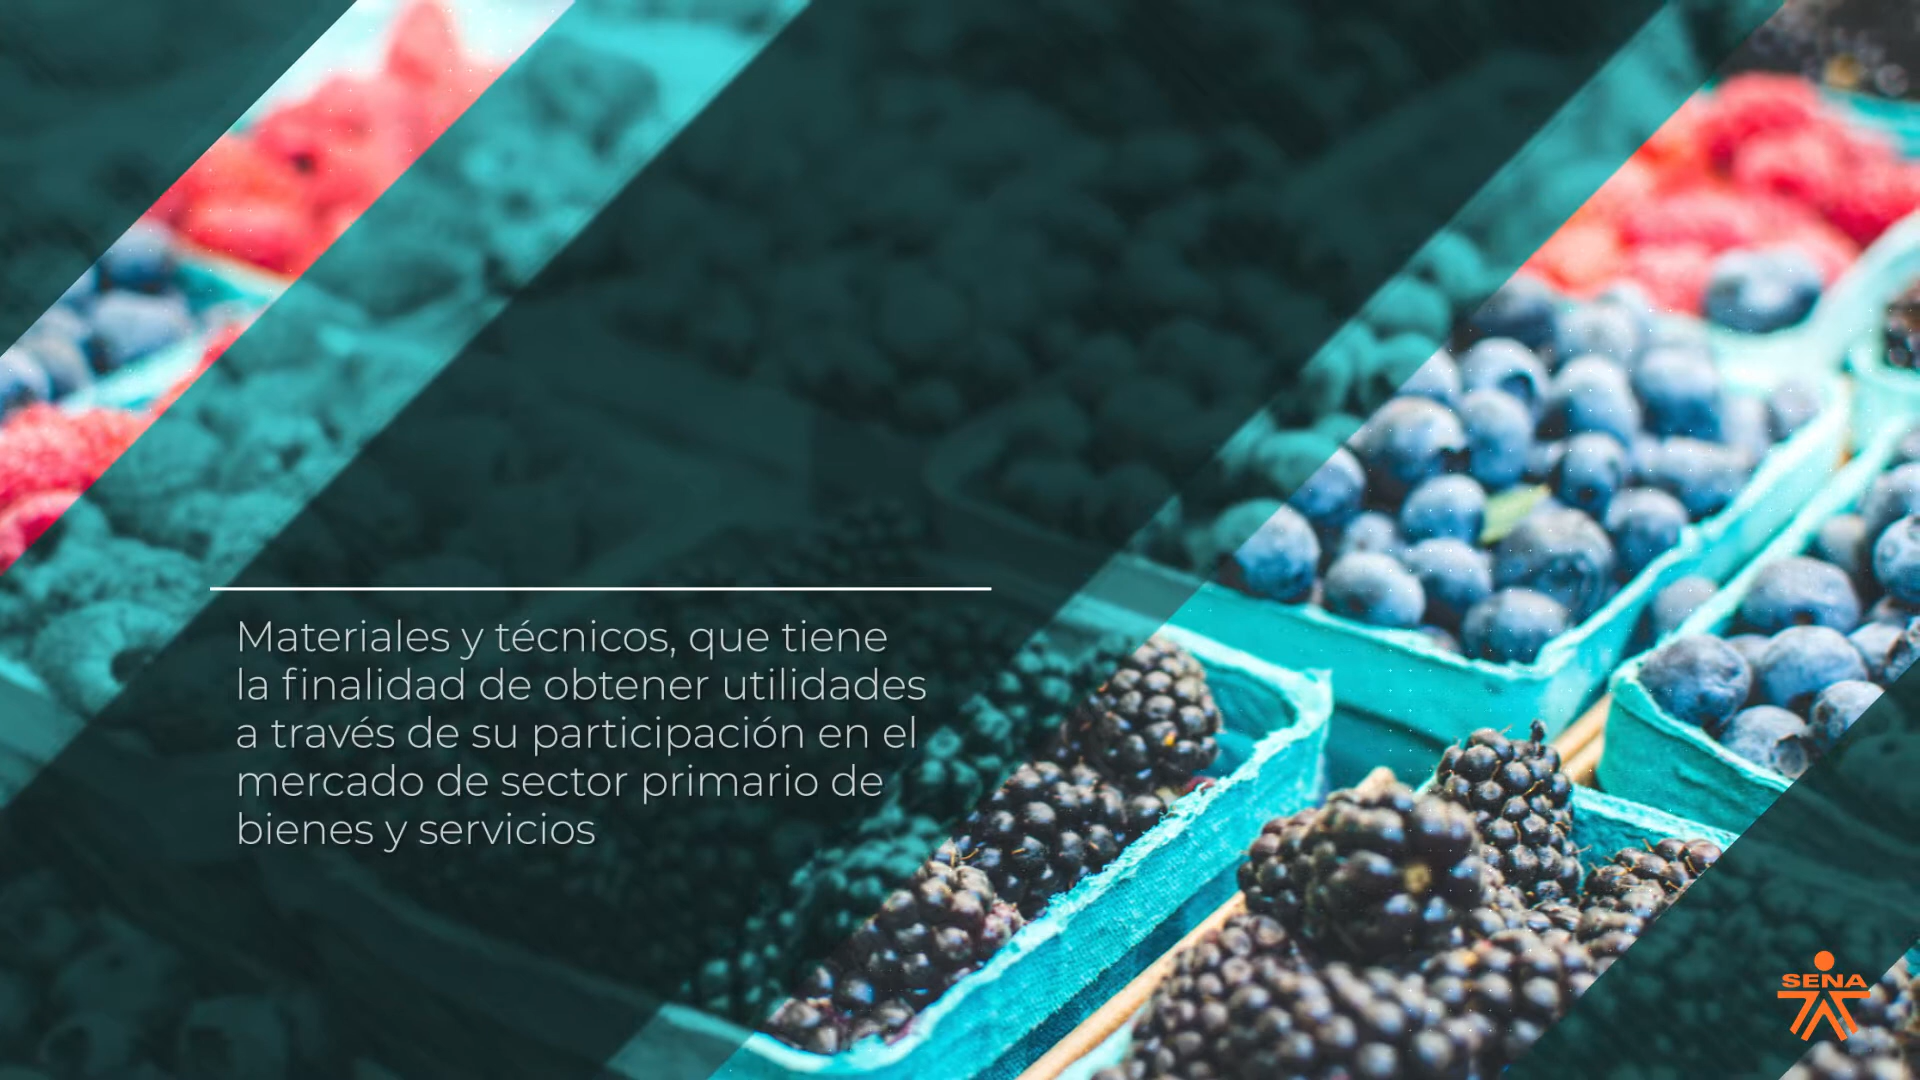 Materiales y técnicos, que tiene
la finalidad de obtener utilidades
a través de su participación en el
mercado de sector primario de
bienes y servicios
SENA